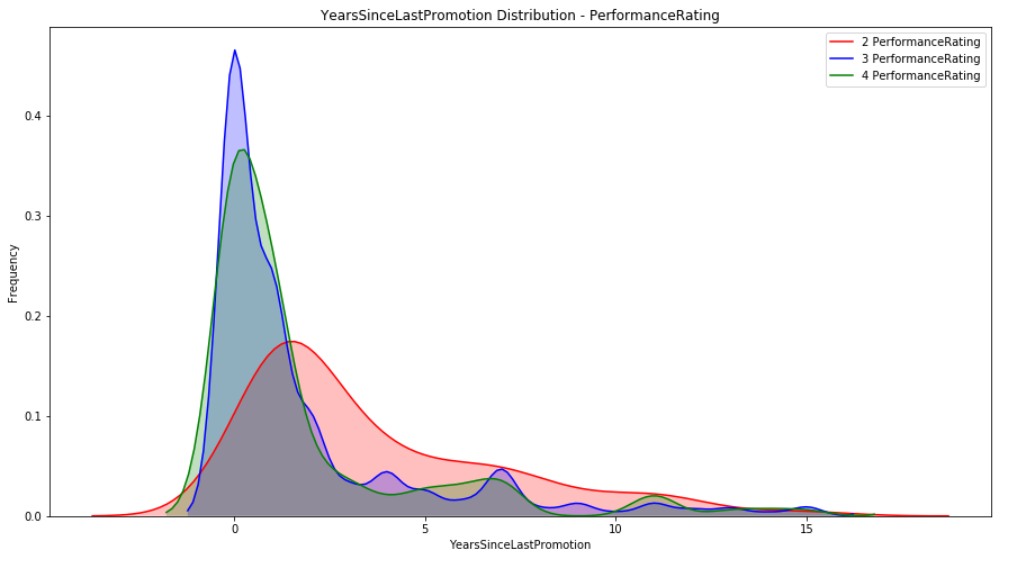 YearsSinceLastPromotion Distribution - PerformanceRating
2 PerformanceRating
3 PerformanceRating
4 PerformanceRating
Frequency
0.4
0.3
0.2
0.1
0.0
0 5 10 15
YearsSinceLastPromotion